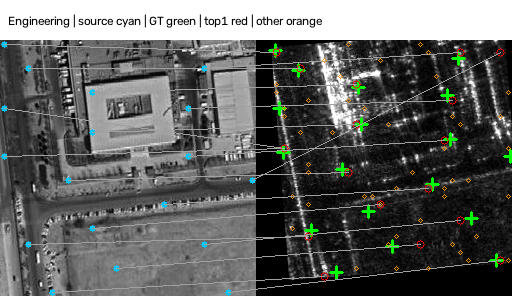 Engineering | source cyan | GT green | top1 red | other orange